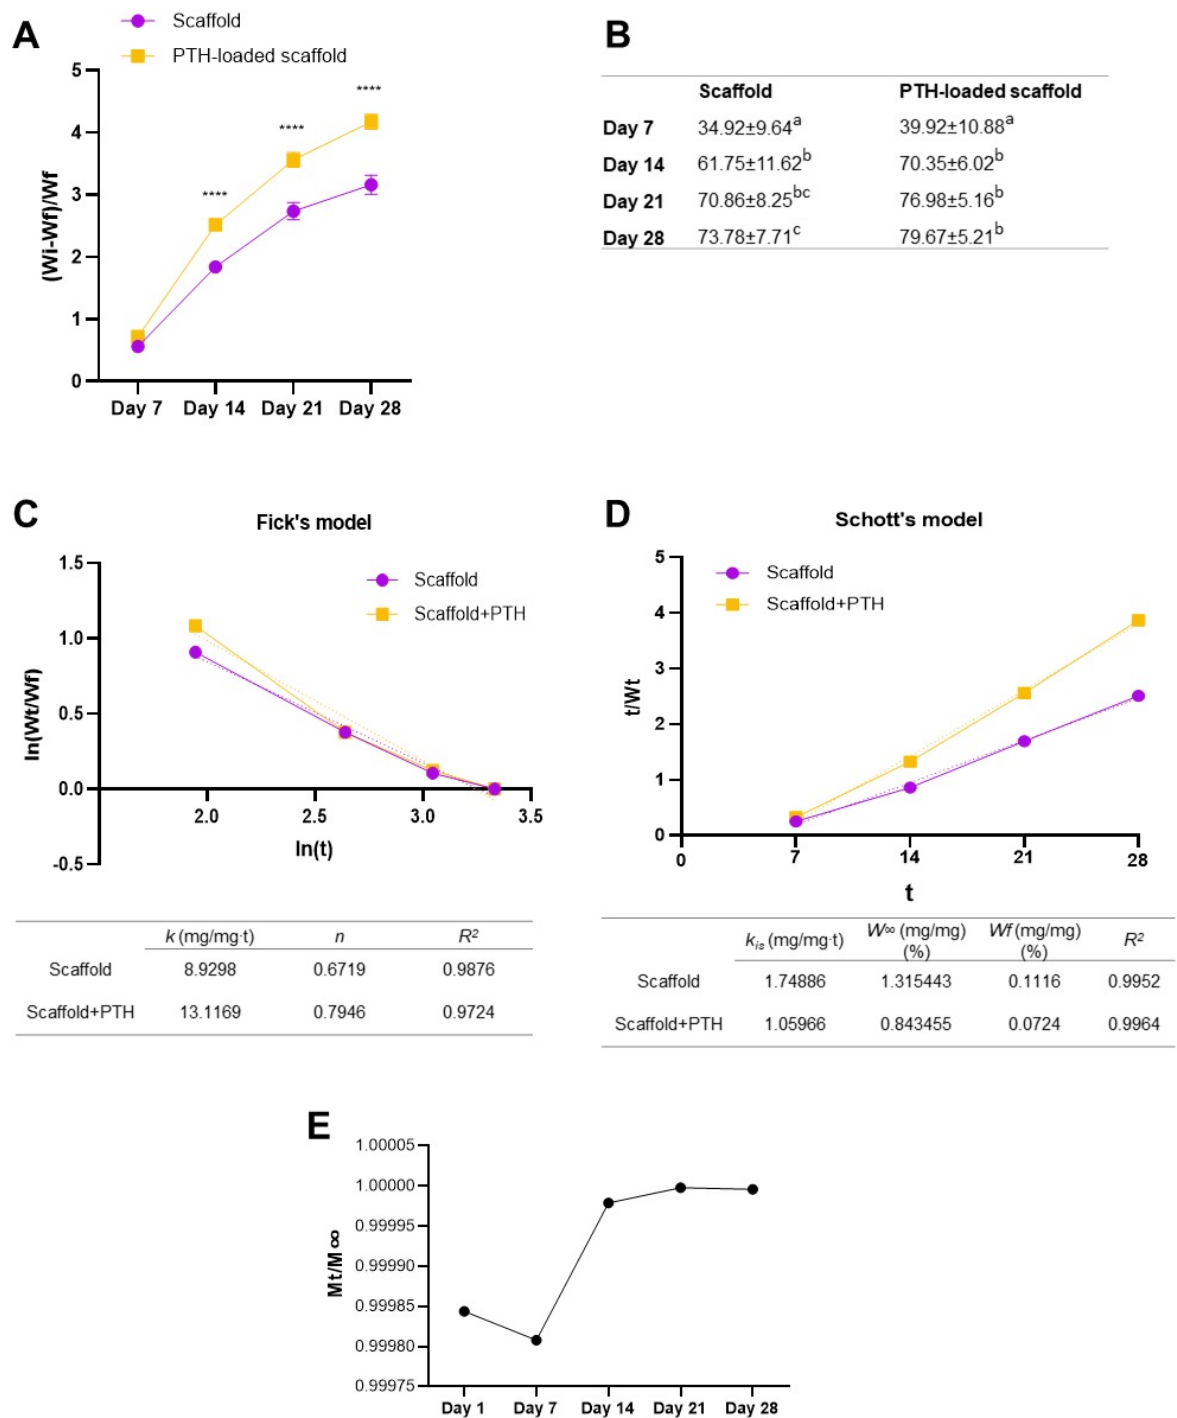 A
Scaffold
PTH-loaded scaffold
5
4
3
2
1
0
(Wi-Wf)/Wf
****
****
****
Day 7 Day 14 Day 21 Day 28
B
Scaffold PTH-loaded scaffold
Day 7 34.92±9.64a 39.92±10.88a
Day 14 61.75±11.62b 70.35±6.02b
Day 21 70.86±8.25bc 76.98±5.16b
Day 28 73.78±7.71c 79.67±5.21b
C
Fick's model
Scaffold
Scaffold+PTH
1.5
1.0
0.5
0.0
-0.5
ln(Wt/Wf)
2.0 2.5 3.0 3.5
ln(t)
k (mg/mg·t) n R2
Scaffold 8.9298 0.6719 0.9876
Scaffold+PTH 13.1169 0.7946 0.9724
D
Schott's model
Scaffold
Scaffold+PTH
5
4
3
2
1
0
t/Wt
0 7 14 21 28
t
kis (mg/mg·t) W∞ (mg/mg) (%) Wf (mg/mg) (%) R2
Scaffold 1.74886 1.315443 0.1116 0.9952
Scaffold+PTH 1.05966 0.843455 0.0724 0.9964
E
1.00005
1.00000
0.99995
0.99990
0.99985
0.99980
0.99975
Mt/M∞
Day 1 Day 7 Day 14 Day 21 Day 28